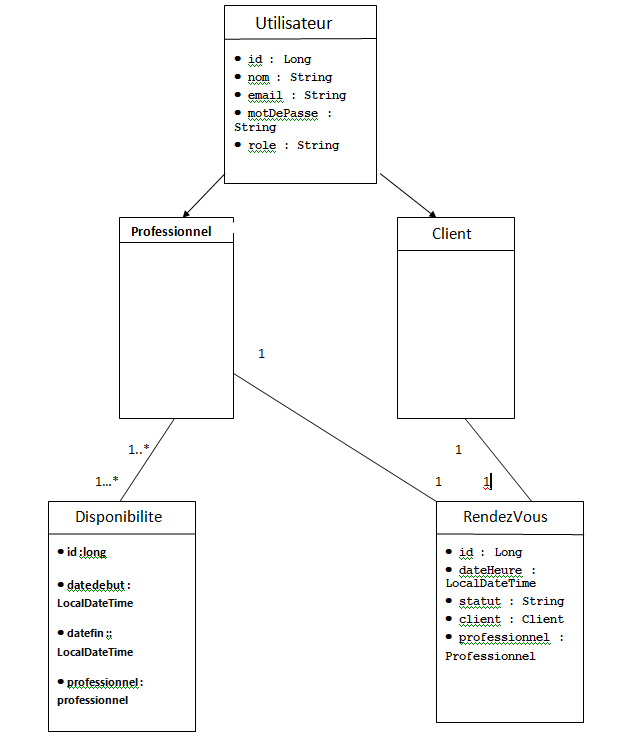 Utilisateur
● id : Long
● nom : String
● email : String
● motDePasse :
String
● role : String
Professionnel
Client
1
1..*
1...*
1
1
1
Disponibilite
● id :long
● datedebut :
LocalDateTime
● datefin :;
LocalDateTime
● professionnel :
professionnel
RendezVous
● id : Long
● dateHeure :
LocalDateTime
● statut : String
● client : Client
● professionnel :
Professionnel